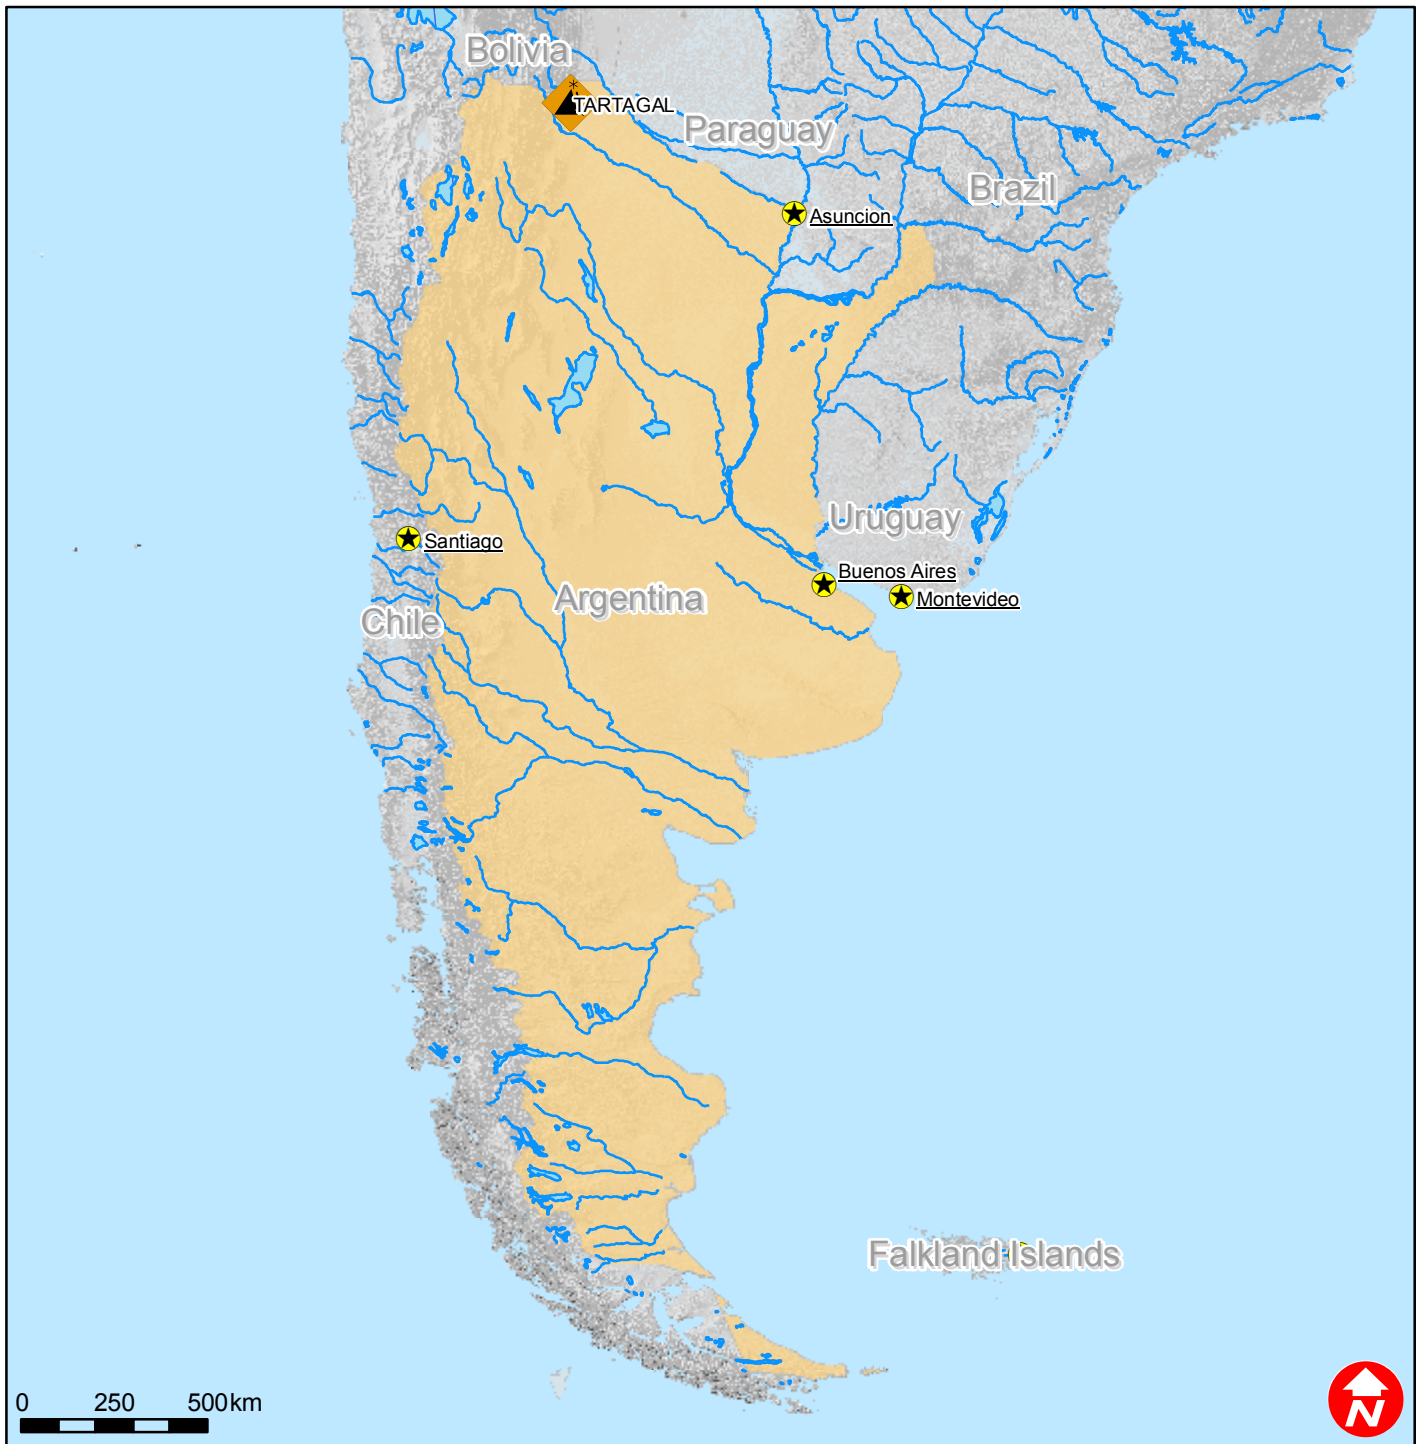 Bolivia
TARTAGAL
Paraguay
Brazil
Asuncion
Uruguay
Santiago
Buenos Aires
Argentina
Montevideo
Chile
Falkland Islands
0 250 500km
N